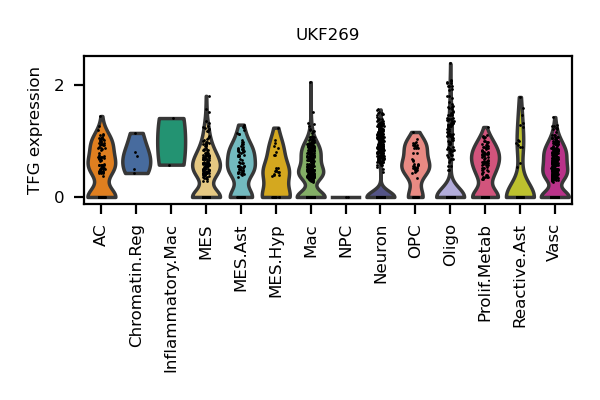 UKF269
TFG expression
2
0
AC
Chromatin.Reg
Inflammatory.Mac
MES
MES.Ast
MES.Hyp
Mac
NPC
Neuron
OPC
Oligo
Prolif.Metab
Reactive.Ast
Vasc